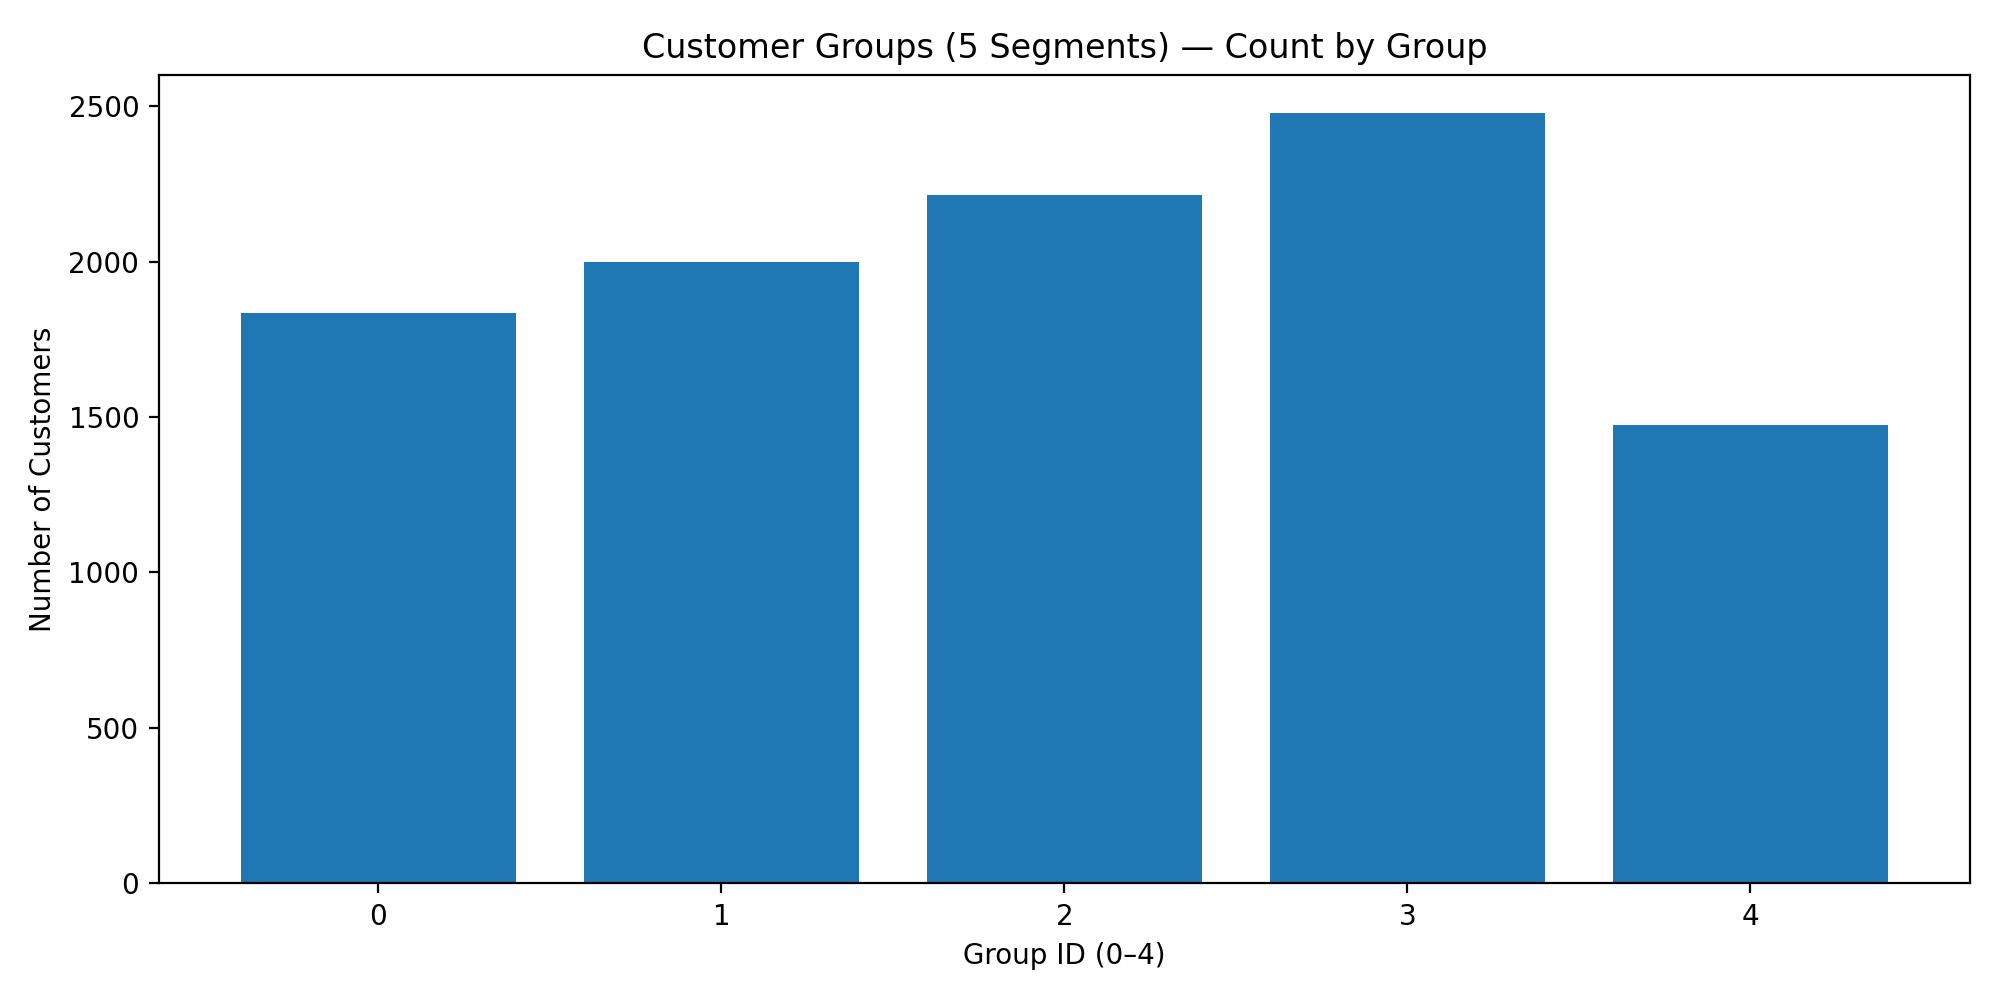 Customer Groups (5 Segments) — Count by Group
2500
2000
1500
1000
500
0
Number of Customers
0 1 2 3 4
Group ID (0–4)